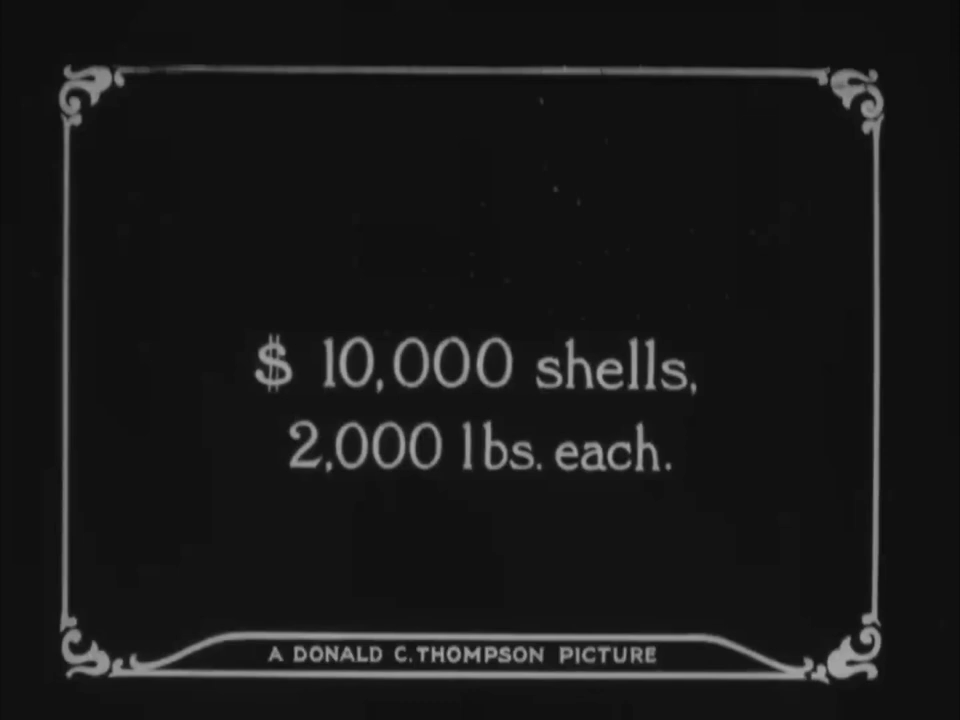 $ 10,000 shells,
2,000 lbs. each.
A DONALD C. THOMPSON PICTURE